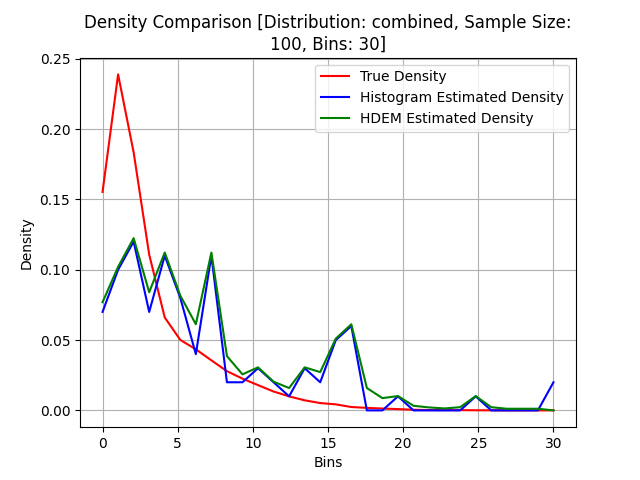 Density Comparison [Distribution: combined, Sample Size:
100, Bins: 30]
True Density
Histogram Estimated Density
HDEM Estimated Density
Density
0.25
0.20
0.15
0.10
0.05
0.00
0 5 10 15 20 25 30
Bins